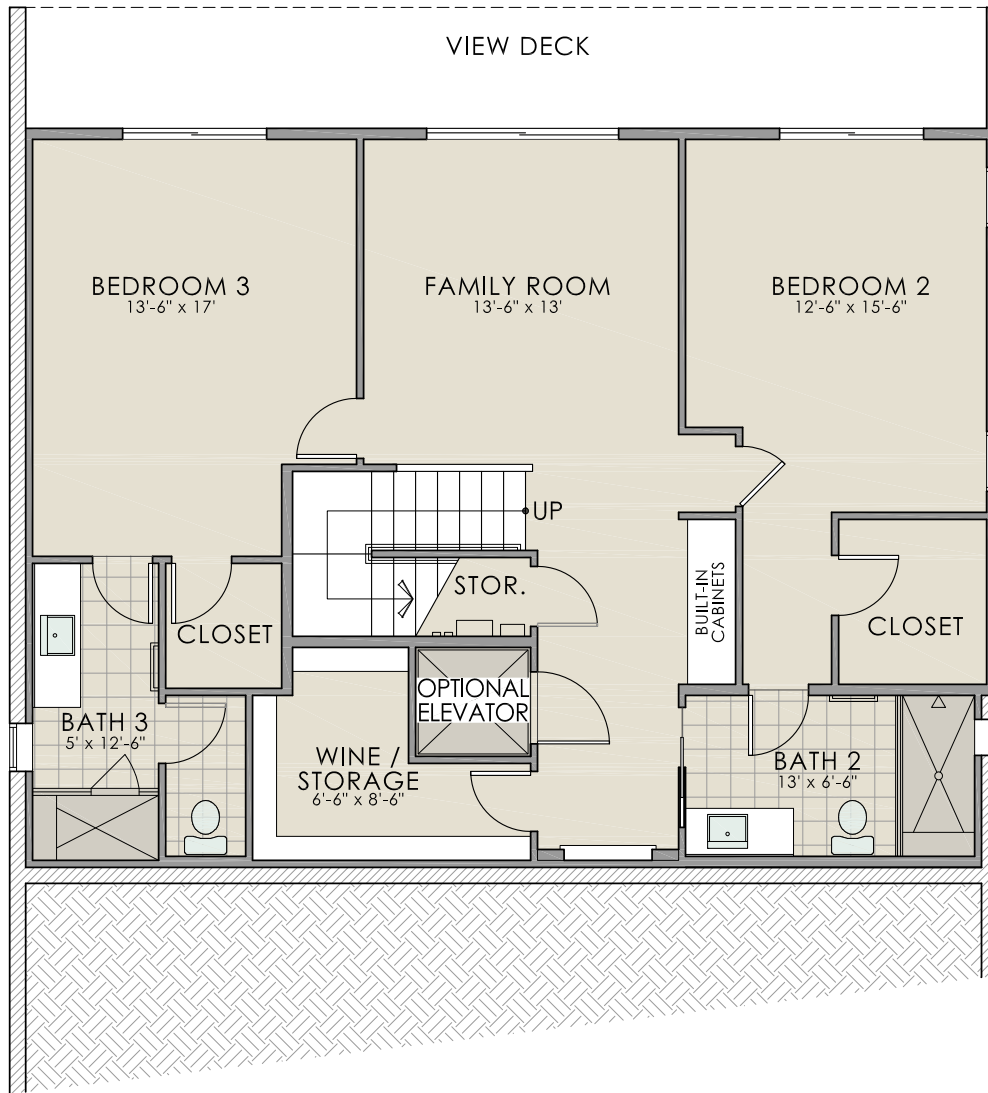 VIEW DECK
BEDROOM 3
13'-6" x 17'
FAMILY ROOM
13'-6" x 13'
BEDROOM 2
12'-6" x 15'-6"
UP
STOR.
BUILT-IN
CABINETS
CLOSET
CLOSET
OPTIONAL
ELEVATOR
BATH 3
5' x 12'-6"
WINE /
STORAGE
6'-6" x 8'-6"
BATH 2
13' x 6'-6"